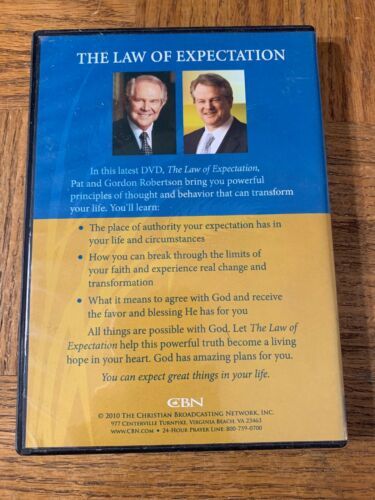 THE LAW OF EXPECTATION
In this latest DVD, The Law of Expectation,
Pat and Gordon Robertson bring you powerful
principles of thought and behavior that can transform
your life. You'll learn:
• The place of authority your expectation has in
your life and circumstances
• How you can break through the limits of
your faith and experience real change and
transformation
• What it means to agree with God and receive
the favor and blessing He has for you
All things are possible with God. Let The Law of
Expectation help this powerful truth become a living
hope in your heart. God has amazing plans for you.
You can expect great things in your life.
CBN
© 2010 THE CHRISTIAN BROADCASTING NETWORK, INC.
977 CENTERVILLE TURNPIKE, VIRGINIA BEACH, VA 23463
WWW.CBN.COM • 24-HOUR PRAYER LINE: 800-759-0700